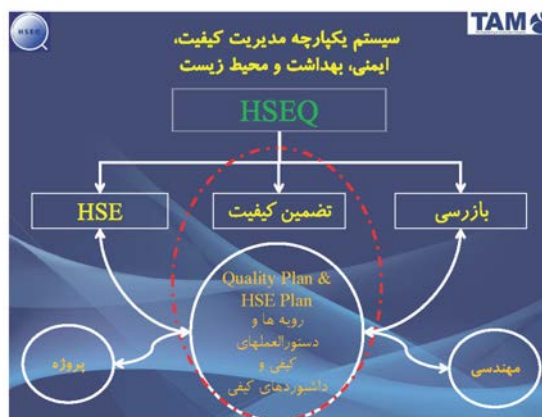 HSEQ
TAM
سیستم یکپارچه مدیریت کیفیت،
ایمنی، بهداشت و محیط زیست
HSEQ
بازرسی
تضمین کیفیت
HSE
Quality Plan &
HSE Plan
رویه ها و
دستورالعملهای
کیفی و
داشبوردهای کیفی
مهندسی
پروژه